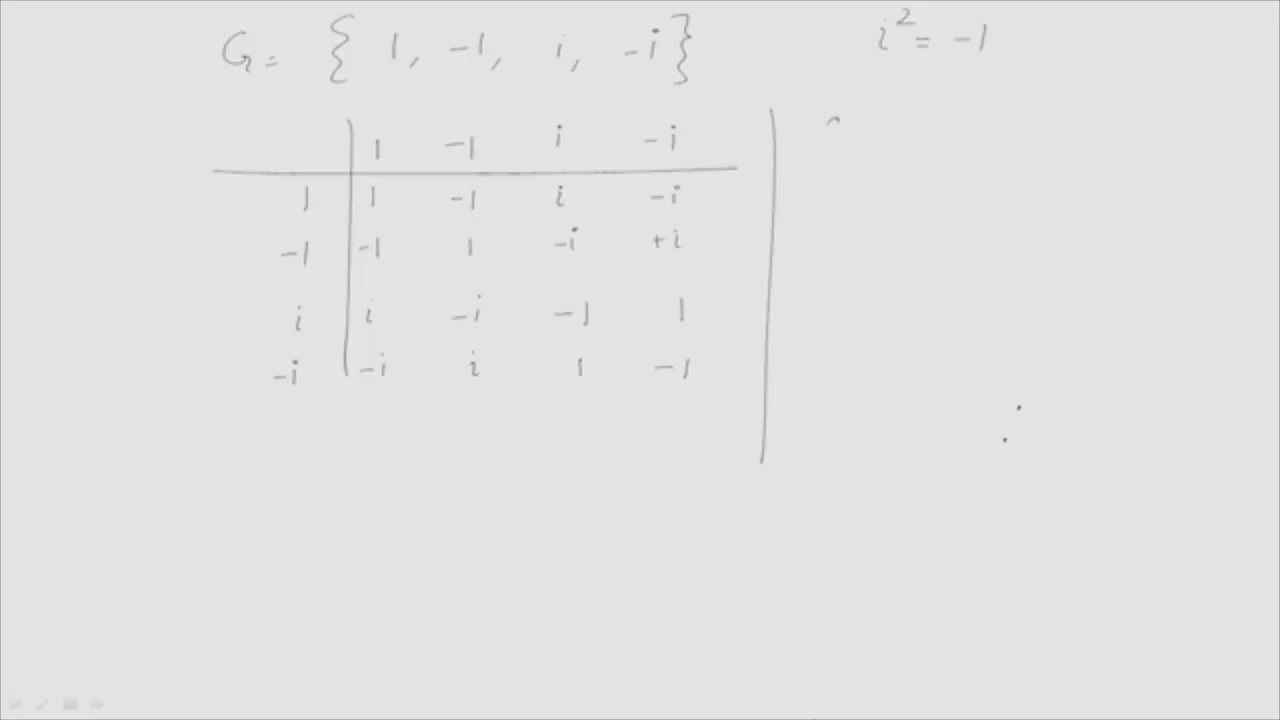 G = { 1, -1, i, -i }
i² = -1
1 -1 i -i
1 1 -1 i -i
-1 -1 1 -i +i
i i -i -1 1
-i -i i 1 -1